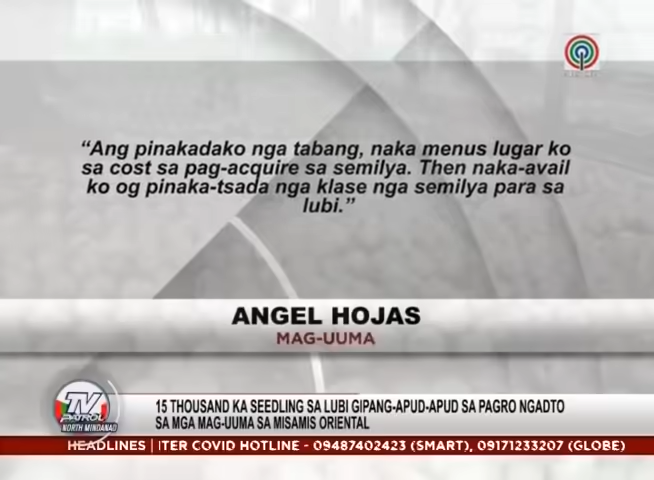 “Ang pinakadako nga tabang, naka menus lugar ko
sa cost sa pag-acquire sa semilya. Then naka-avail
ko og pinaka-tsada nga klase nga semilya para sa
lubi.”
ANGEL HOJAS
MAG-UUMA
TV
PATROL
NORTH MINDANAO
15 THOUSAND KA SEEDLING SA LUBI GIPANG-APUD-APUD SA PAGRO NGADTO
SA MGA MAG-UUMA SA MISAMIS ORIENTAL
HEADLINES | ITER COVID HOTLINE - 09487402423 (SMART), 09171233207 (GLOBE)